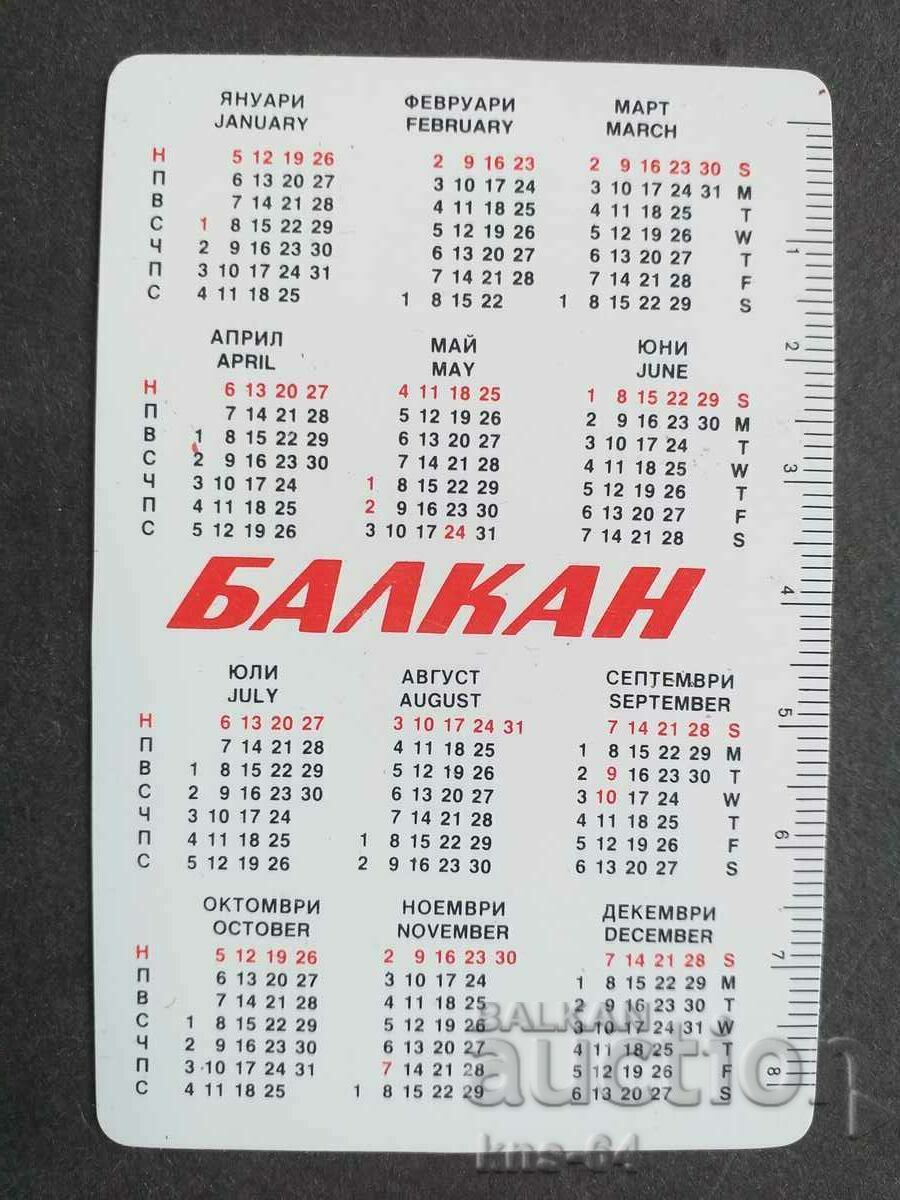 ЯНУАРИ ФЕВРУАРИ МАРТ
JANUARY FEBRUARY MARCH
Н 5 12 19 26 2 9 16 23 2 9 16 23 30 S
П 6 13 20 27 3 10 17 24 3 10 17 24 31 M
В 7 14 21 28 4 11 18 25 4 11 18 25 T
С 1 8 15 22 29 5 12 19 26 5 12 19 26 W
Ч 2 9 16 23 30 6 13 20 27 6 13 20 27 T
П 3 10 17 24 31 7 14 21 28 7 14 21 28 F
С 4 11 18 25 1 8 15 22 1 8 15 22 29 S
АПРИЛ МАЙ ЮНИ
APRIL MAY JUNE
Н 6 13 20 27 4 11 18 25 1 8 15 22 29 S
П 7 14 21 28 5 12 19 26 2 9 16 23 30 M
В 1 8 15 22 29 6 13 20 27 3 10 17 24 T
С 2 9 16 23 30 7 14 21 28 4 11 18 25 W
Ч 3 10 17 24 1 8 15 22 29 5 12 19 26 T
П 4 11 18 25 2 9 16 23 30 6 13 20 27 F
С 5 12 19 26 3 10 17 24 31 7 14 21 28 S
БАЛКАН
ЮЛИ АВГУСТ СЕПТЕМВРИ
JULY AUGUST SEPTEMBER
Н 6 13 20 27 3 10 17 24 31 7 14 21 28 S
П 7 14 21 28 4 11 18 25 1 8 15 22 29 M
В 1 8 15 22 29 5 12 19 26 2 9 16 23 30 T
С 2 9 16 23 30 6 13 20 27 3 10 17 24 W
Ч 3 10 17 24 7 14 21 28 4 11 18 25 T
П 4 11 18 25 1 8 15 22 29 5 12 19 26 F
С 5 12 19 26 2 9 16 23 30 6 13 20 27 S
ОКТОМВРИ НОЕМВРИ ДЕКЕМВРИ
OCTOBER NOVEMBER DECEMBER
Н 5 12 19 26 2 9 16 23 30 7 14 21 28 S
П 6 13 20 27 3 10 17 24 1 8 15 22 29 M
В 7 14 21 28 4 11 18 25 2 9 16 23 30 T
С 1 8 15 22 29 5 12 19 26 3 10 17 24 31 W
Ч 2 9 16 23 30 6 13 20 27 4 11 18 25 T
П 3 10 17 24 31 7 14 21 28 5 12 19 26 F
С 4 11 18 25 1 8 15 22 29 6 13 20 27 S
1
2
3
4
5
6
7
8
BALKAN
auction
kns-64